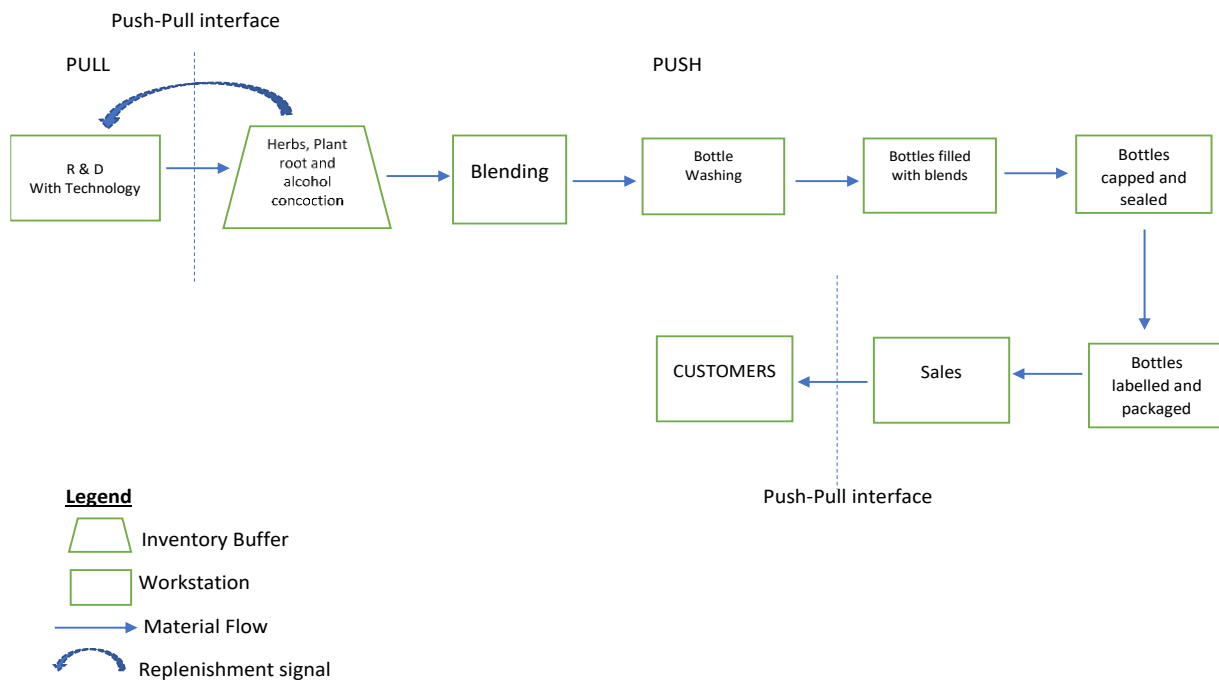 Push-Pull interface
PULL
PUSH
R & D
With Technology
Herbs, Plant
root and
alcohol
concoction
Blending
Bottle
Washing
Bottles filled
with blends
Bottles
capped and
sealed
CUSTOMERS
Sales
Bottles
labelled and
packaged
Push-Pull interface
Legend
Inventory Buffer
Workstation
Material Flow
Replenishment signal